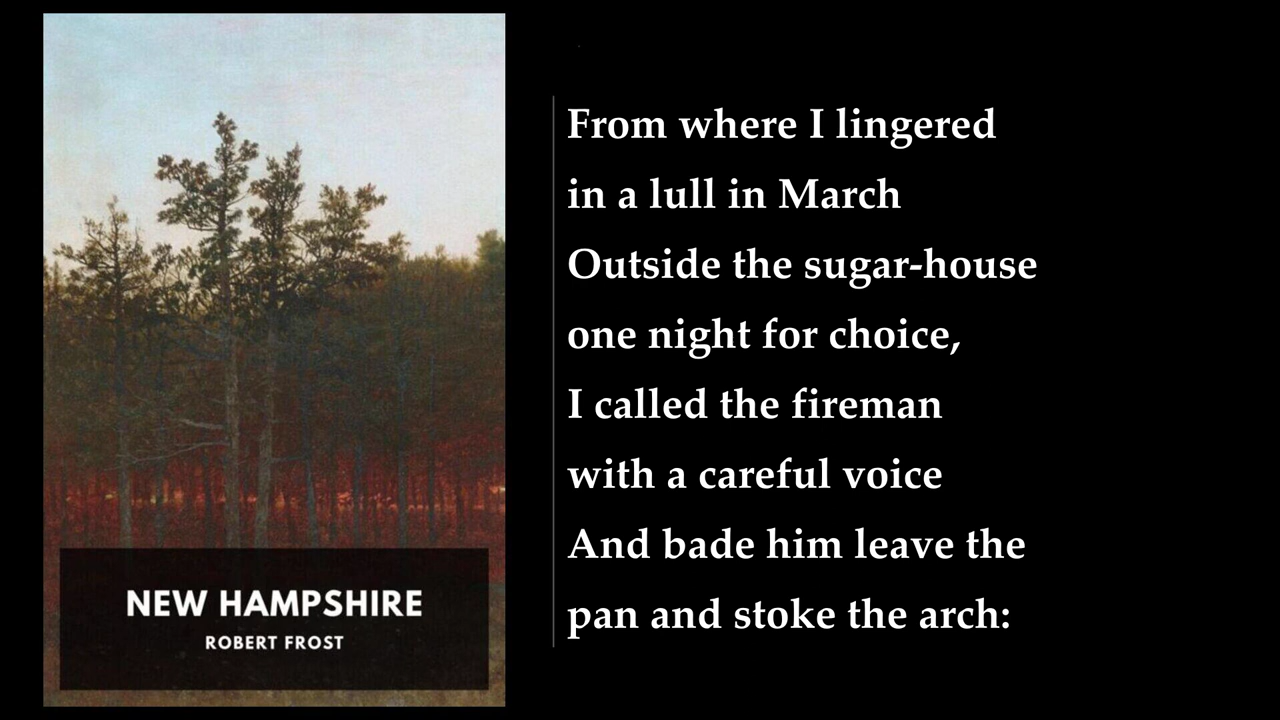 NEW HAMPSHIRE
ROBERT FROST
From where I lingered
in a lull in March
Outside the sugar-house
one night for choice,
I called the fireman
with a careful voice
And bade him leave the
pan and stoke the arch: